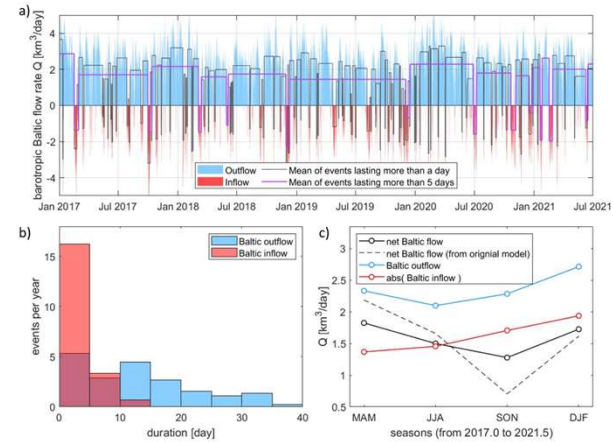 a)
barotropic Baltic flow rate Q [km³/day]
4
2
0
-2
-4
Outflow
Mean of events lasting more than a day
Inflow
Mean of events lasting more than 5 days
Jan 2017
Jul 2017
Jan 2018
Jul 2018
Jan 2019
Jul 2019
Jan 2020
Jul 2020
Jan 2021
Jul 2021
b)
events per year
15
10
5
0
Baltic outflow
Baltic inflow
0
10
20
30
40
duration [day]
c)
Q [km³/day]
3.5
3
2.5
2
1.5
1
0.5
0
net Baltic flow
net Baltic flow (from orignial model)
Baltic outflow
abs( Baltic inflow )
MAM
JJA
SON
DJF
seasons (from 2017.0 to 2021.5)